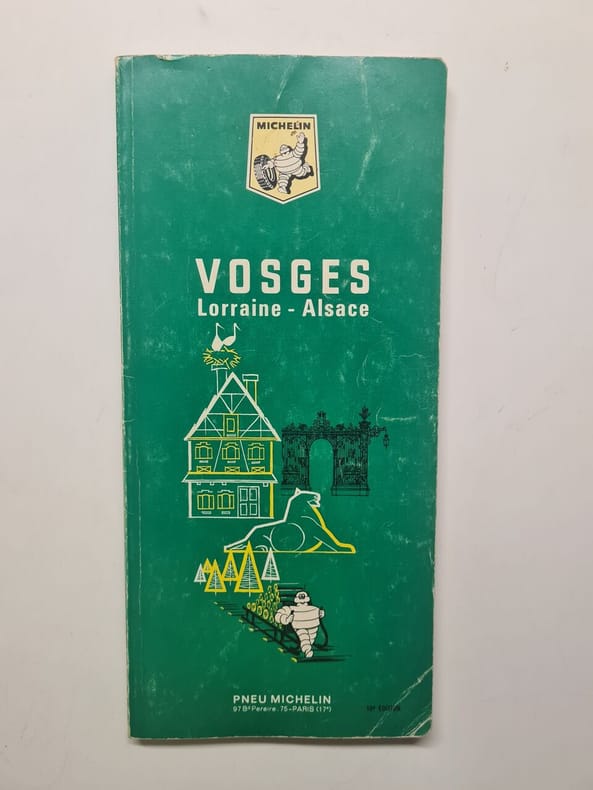 MICHELIN
VOSGES
Lorraine - Alsace
PNEU MICHELIN
97 Bᵈ Pereire. 75-PARIS (17ᵉ)